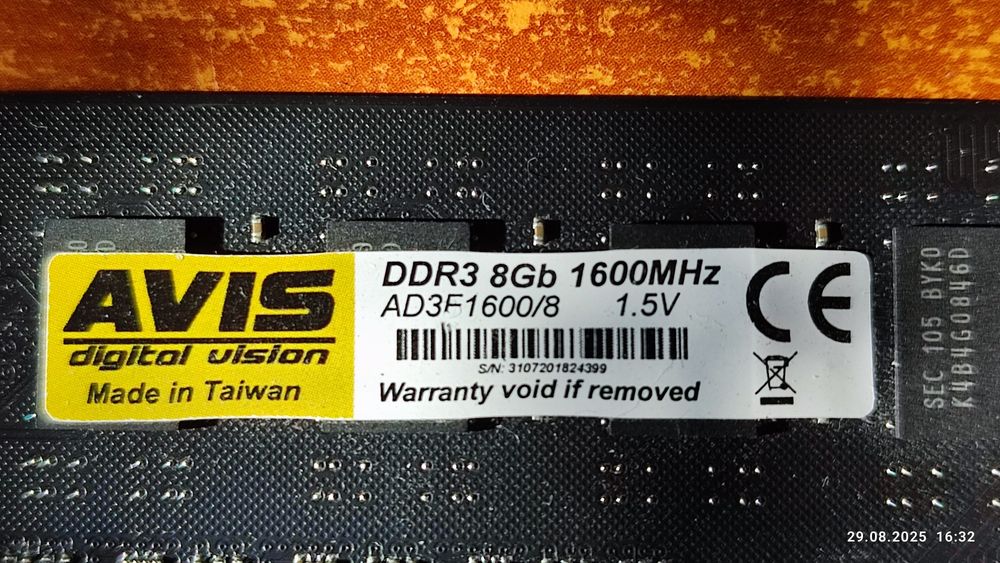 AVIS
digital vision
Made in Taiwan
DDR3 8Gb 1600MHz
AD3F1600/8 1.5V
S/N: 3107201824399
Warranty void if removed
CE
SEC 105 BYK0
K4B4G0846D
29.08.2025 16:32